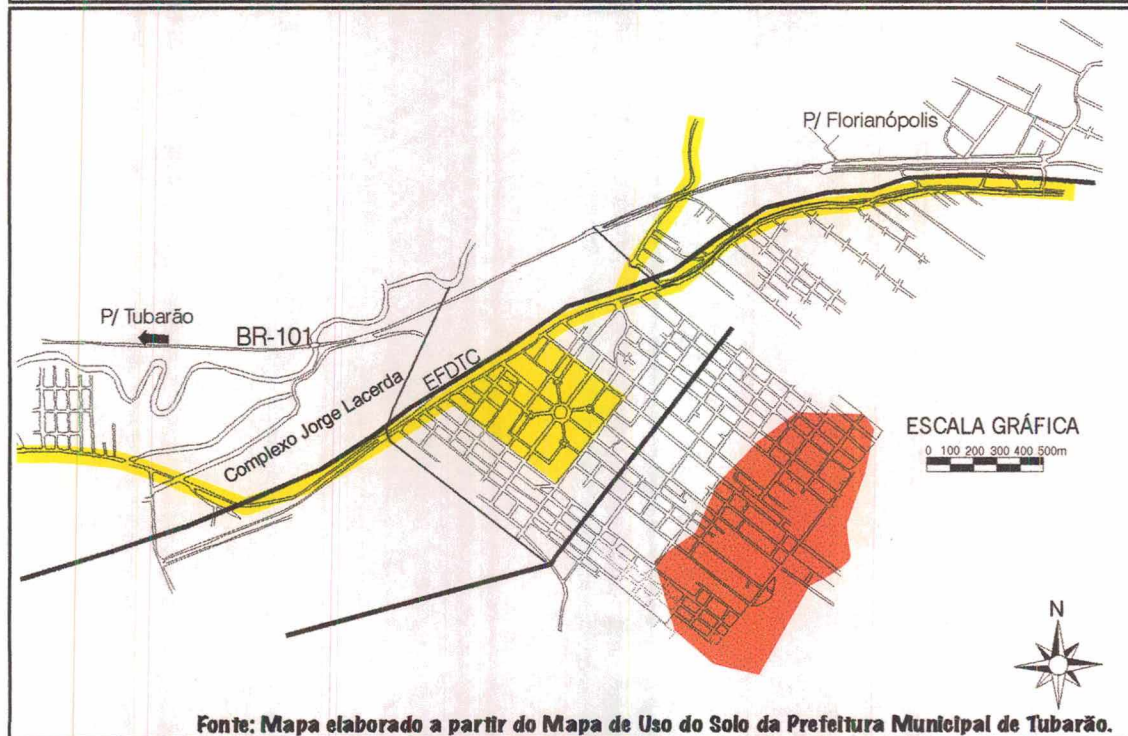 P/ Florianópolis
P/ Tubarão
BR-101
EFDTC
Complexo Jorge Lacerda
ESCALA GRÁFICA
0 100 200 300 400 500m
N
Fonte: Mapa elaborado a partir do Mapa de Uso do Solo da Prefeitura Municipal de Tubarão.